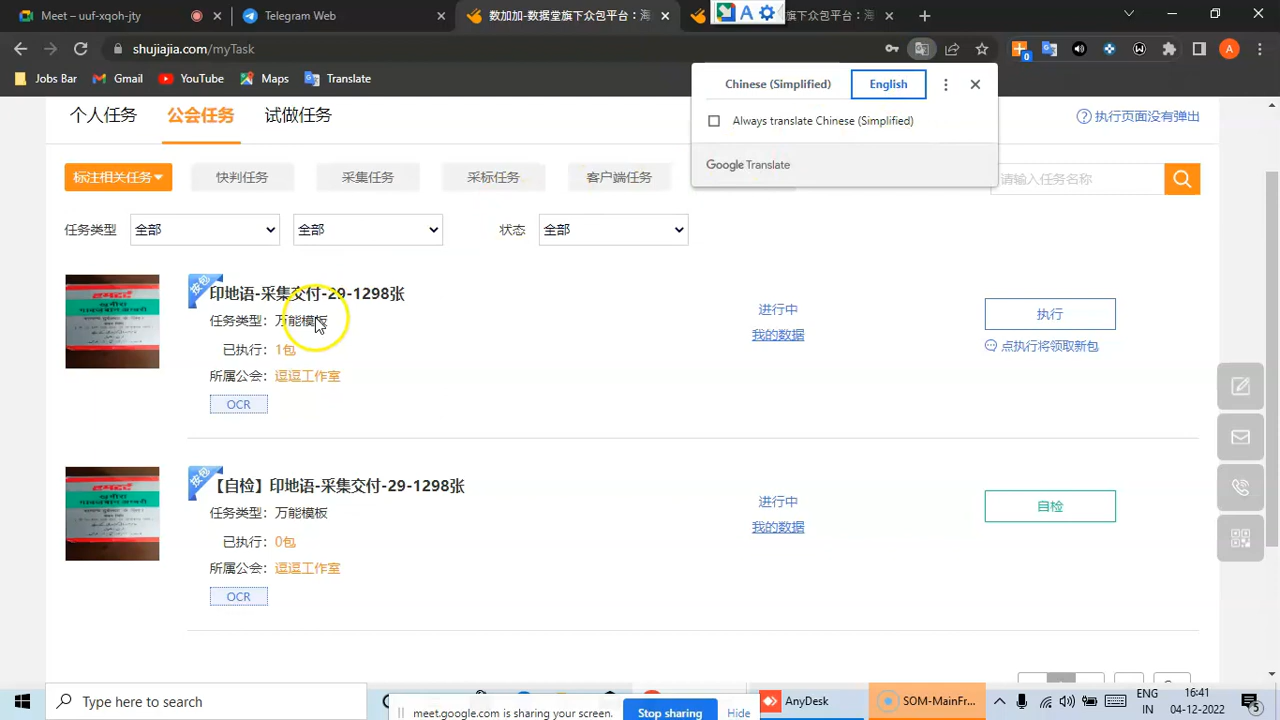 iuf-xqoh-jty
Telegram Web
数加加-数据堂旗下众包平台：
旗下众包平台：
shujiajia.com/myTask
Jobs Bar
Gmail
YouTube
Maps
Translate
Chinese (Simplified)
English
Always translate Chinese (Simplified)
Google Translate
个人任务
公会任务
试做任务
执行页面没有弹出
标注相关任务
快判任务
采集任务
采标任务
客户端任务
请输入任务名称
任务类型
全部
全部
状态
全部
印地语-采集交付-29-1298张
任务类型：万能模板
已执行：1包
所属公会：逗逗工作室
OCR
进行中
我的数据
执行
点执行将领取新包
【自检】印地语-采集交付-29-1298张
任务类型：万能模板
已执行：0包
所属公会：逗逗工作室
OCR
进行中
我的数据
自检
Type here to search
meet.google.com is sharing your screen.
Stop sharing
Hide
AnyDesk
SOM-MainFr...
ENG
IN
16:41
04-12-2022
5